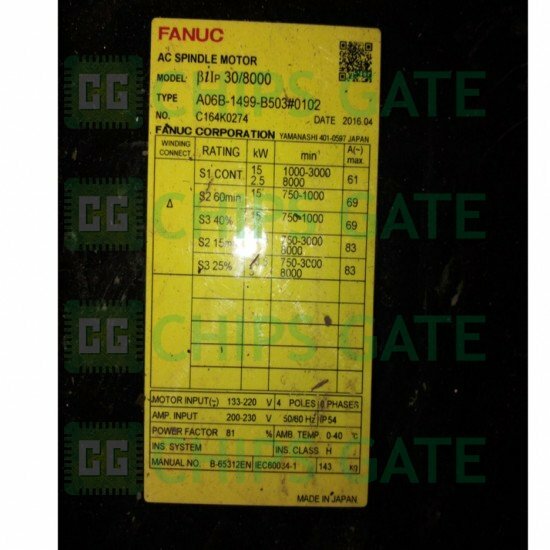 FANUC
AC SPINDLE MOTOR
MODEL βiIP 30/8000
TYPE A06B-1499-B503#0102
NO. C164K0274 DATE 2016.04
FANUC CORPORATION YAMANASHI 401-0597 JAPAN
WINDING CONNECT RATING kW min⁻¹ A(~) max.
Δ
S1 CONT. 15 2.5 1000-3000 8000 61
S2 60min 15 750-1000 69
S3 40% 15 750-1000 69
S2 15min 750-3000 8000 83
S3 25% 750-3000 8000 83
MOTOR INPUT(~) 133-220 V 4 POLES PHASES
AMP. INPUT 200-230 V 50/60 Hz IP54
POWER FACTOR 81 % AMB. TEMP. 0-40 °C
INS. SYSTEM INS. CLASS H
MANUAL NO. B-65312EN IEC60034-1 143 kg
MADE IN JAPAN
CG CHIPS GATE
CG CHIPS GATE
CG CHIPS GATE
CG CHIPS GATE